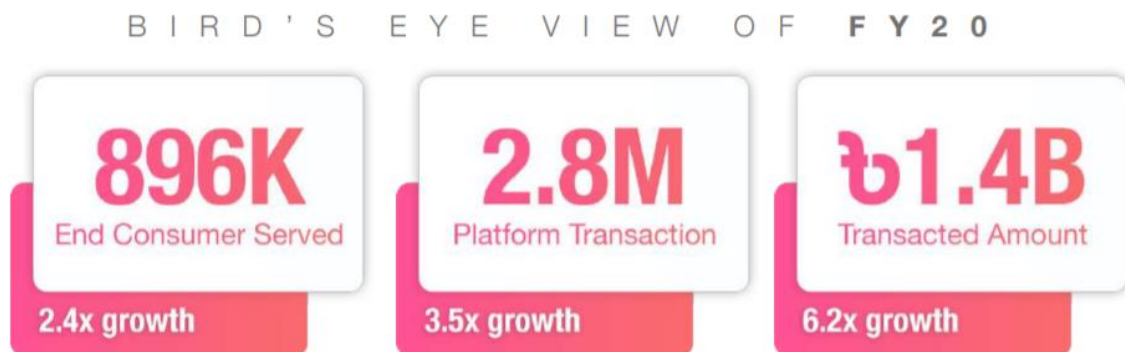 BIRD'S EYE VIEW OF FY20
896K
End Consumer Served
2.4x growth
2.8M
Platform Transaction
3.5x growth
৳1.4B
Transacted Amount
6.2x growth